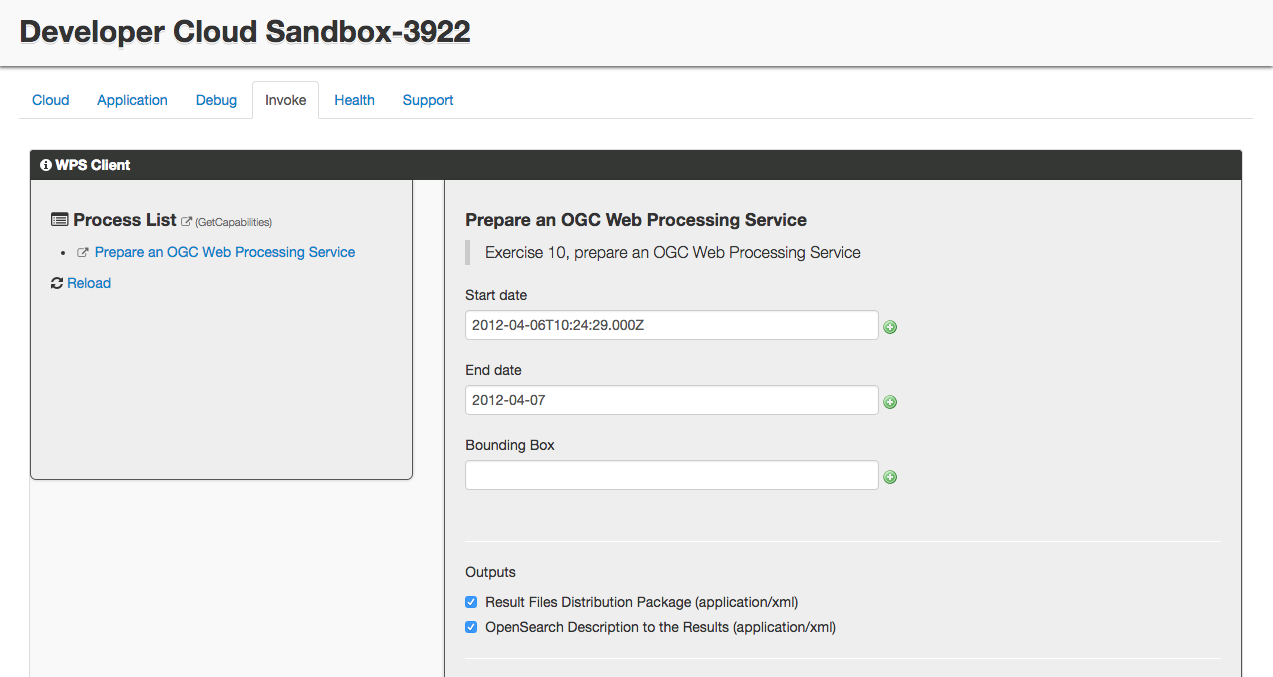 Developer Cloud Sandbox-3922
Cloud Application Debug Invoke Health Support
WPS Client
Process List (GetCapabilities)
Prepare an OGC Web Processing Service
Reload
Prepare an OGC Web Processing Service
Exercise 10, prepare an OGC Web Processing Service
Start date
2012-04-06T10:24:29.000Z
End date
2012-04-07
Bounding Box
Outputs
Result Files Distribution Package (application/xml)
OpenSearch Description to the Results (application/xml)